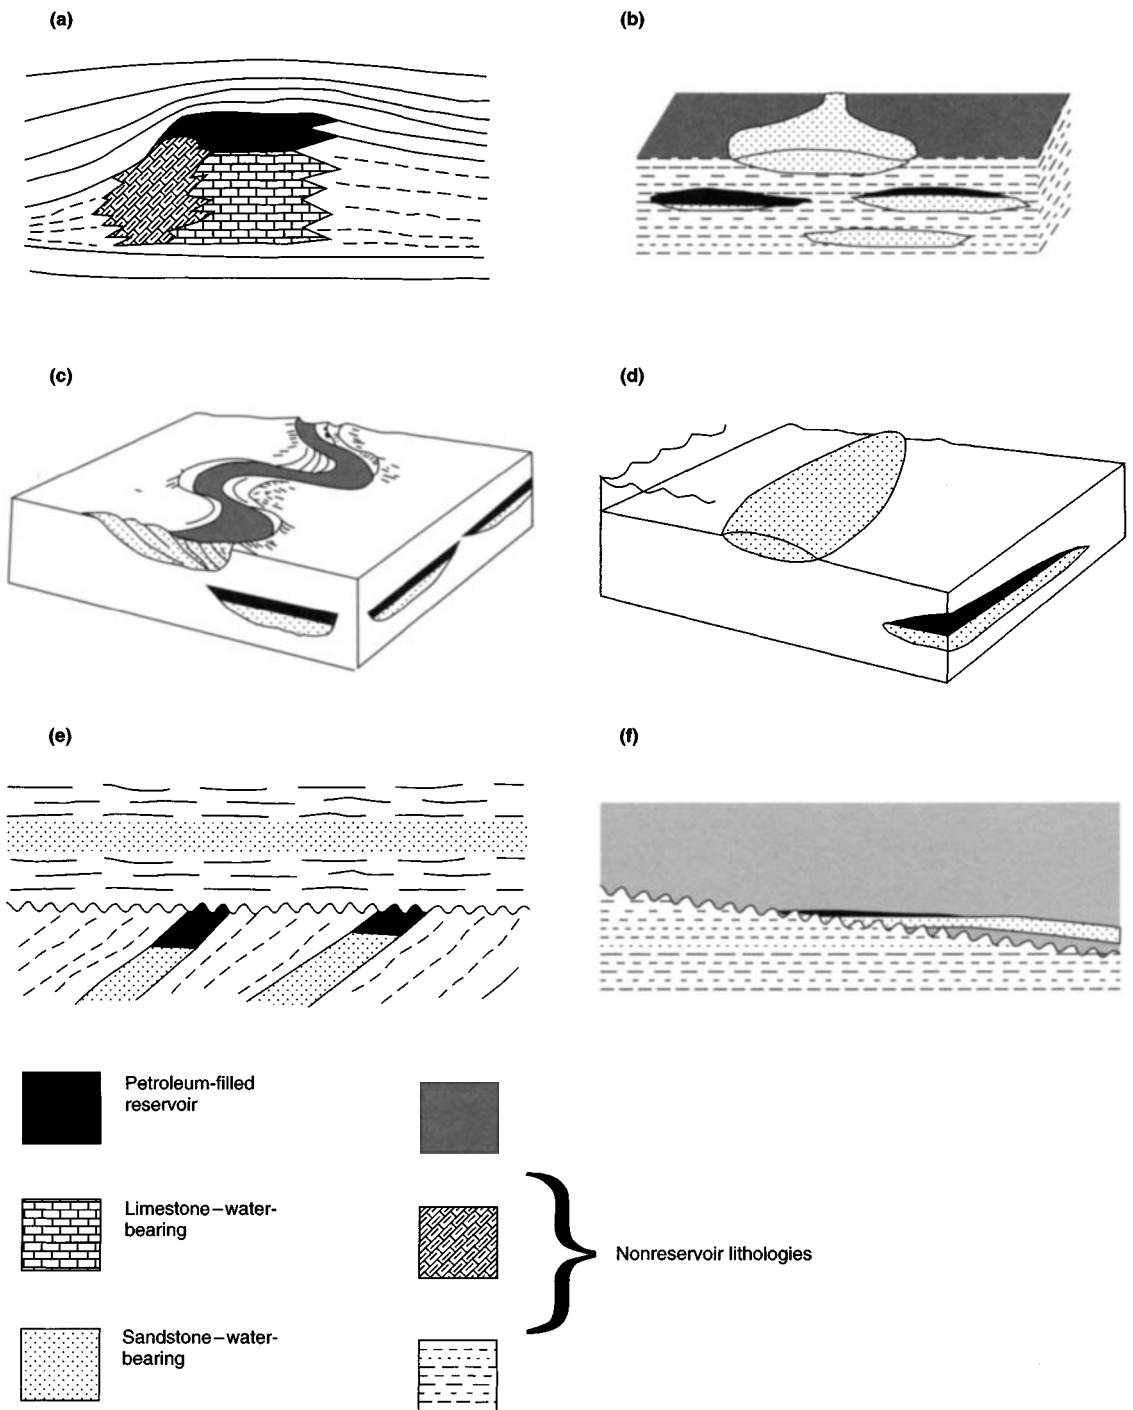 (a)
(b)
(c)
(d)
(e)
(f)
Petroleum-filled
reservoir
Limestone–water-
bearing
Nonreservoir lithologies
Sandstone–water-
bearing